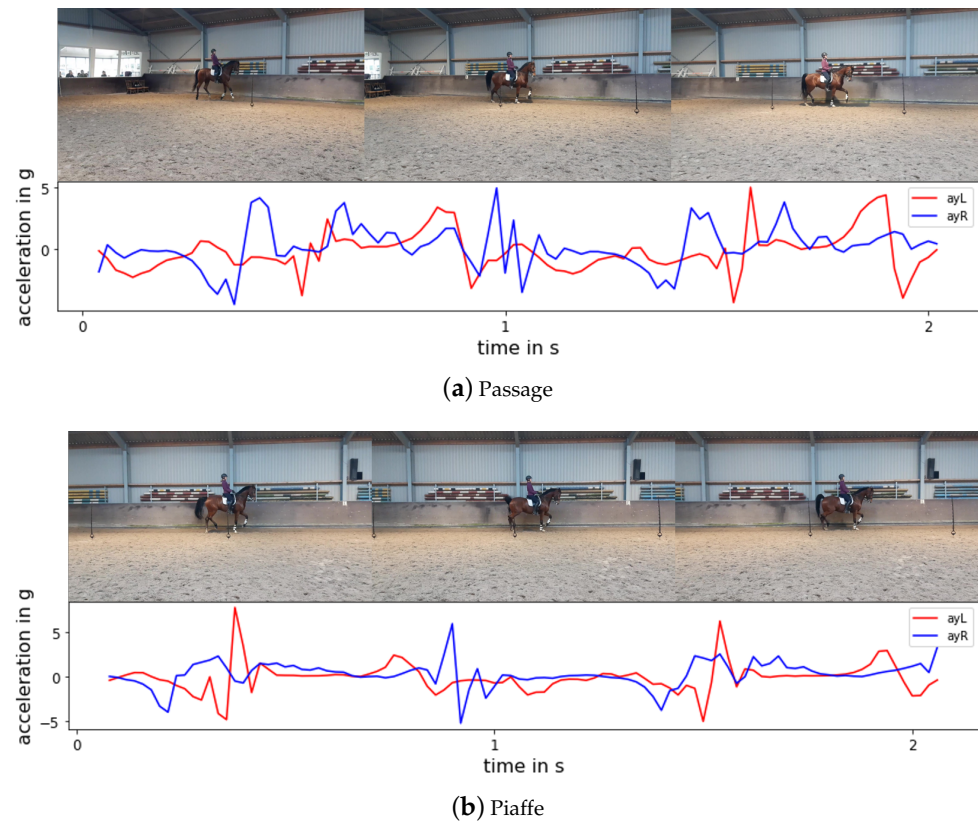 acceleration in g
5
0
ayL
ayR
0
1
2
time in s
(a) Passage
acceleration in g
5
0
−5
ayL
ayR
0
1
2
time in s
(b) Piaffe